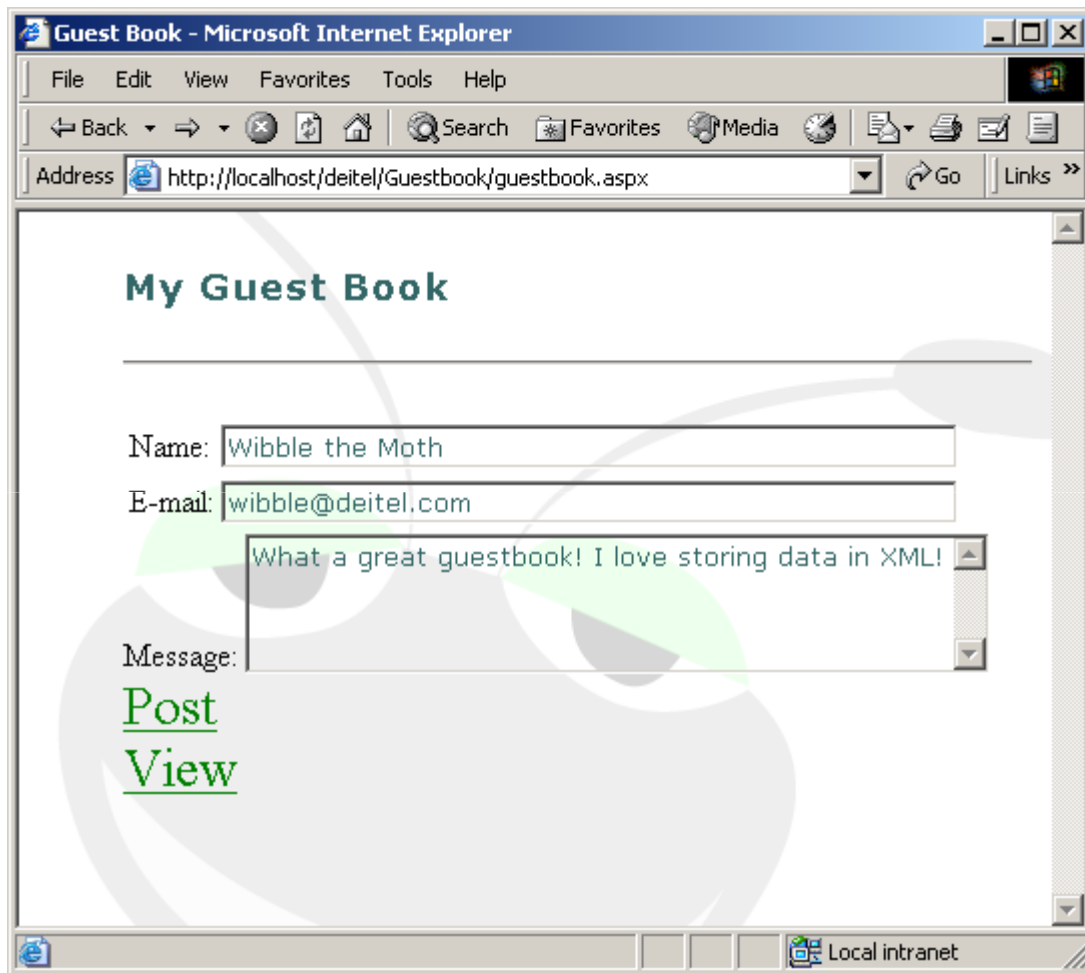 Guest Book - Microsoft Internet Explorer
File Edit View Favorites Tools Help
Back Search Favorites Media
Address http://localhost/deitel/Guestbook/guestbook.aspx Go Links »
My Guest Book
Name: Wibble the Moth
E-mail: wibble@deitel.com
What a great guestbook! I love storing data in XML!
Message:
Post
View
Local intranet